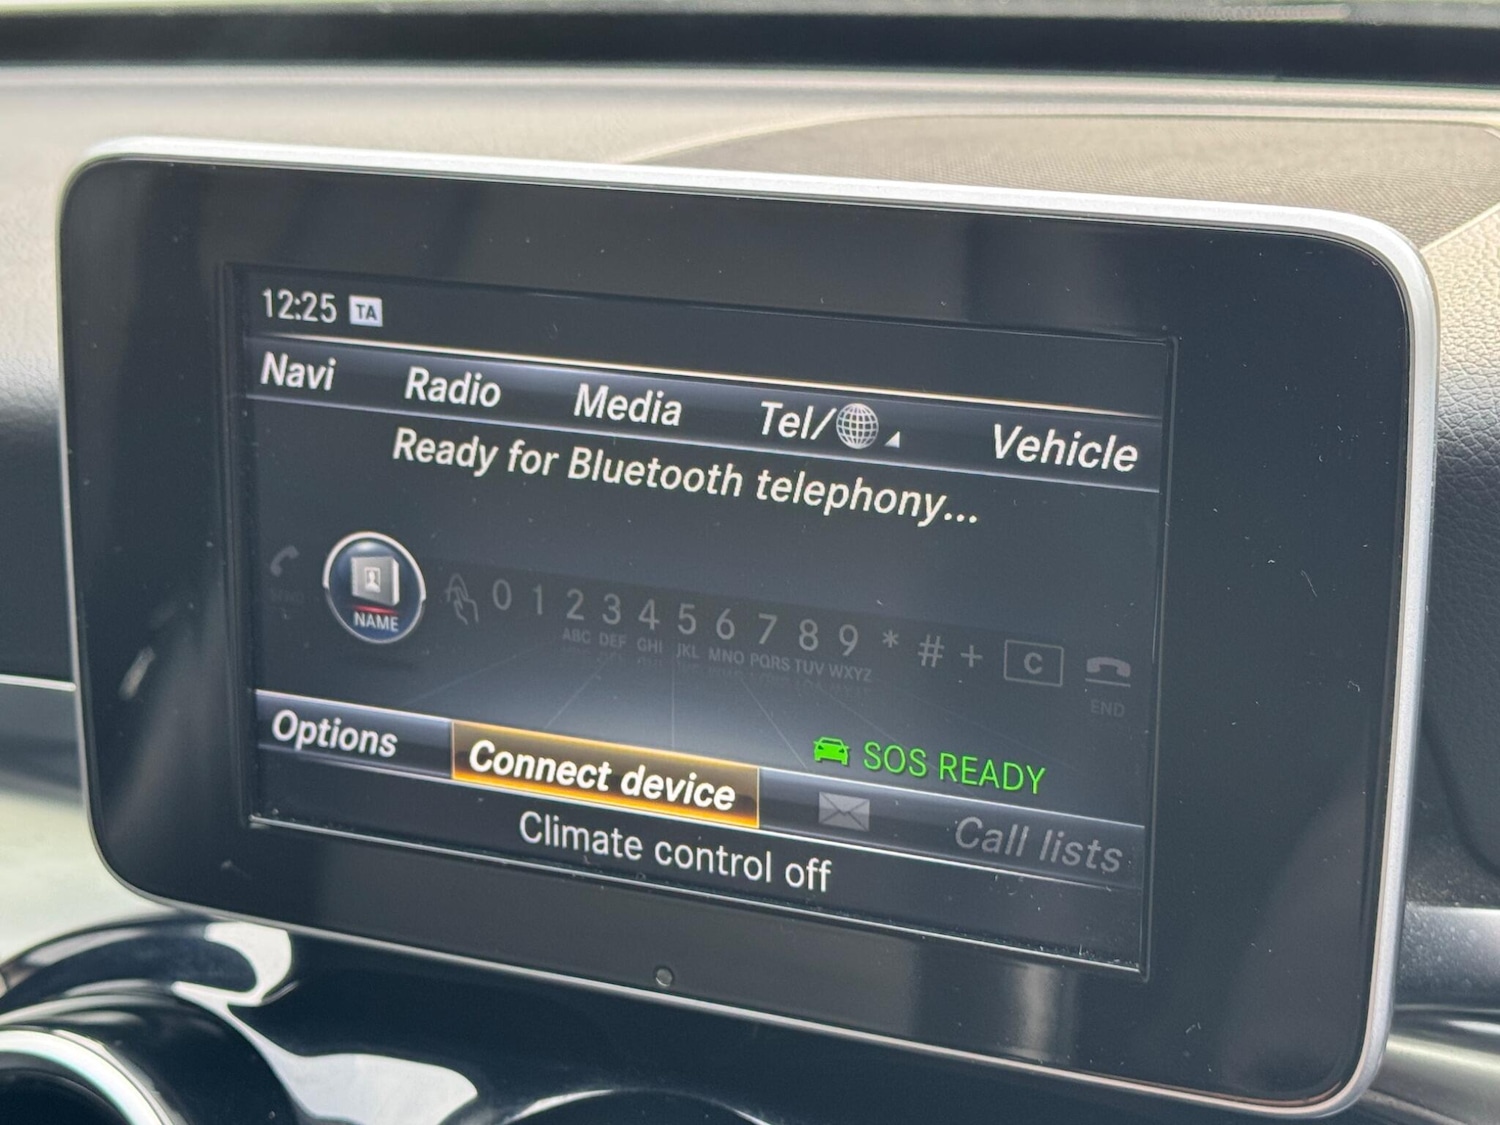 12:25 TA
Navi Radio Media Tel/ Vehicle
Ready for Bluetooth telephony...
SEND NAME 0 1 2 3 4 5 6 7 8 9 * # + C
ABC DEF GHI JKL MNO PQRS TUV WXYZ END
SOS READY
Options Connect device Call lists
Climate control off